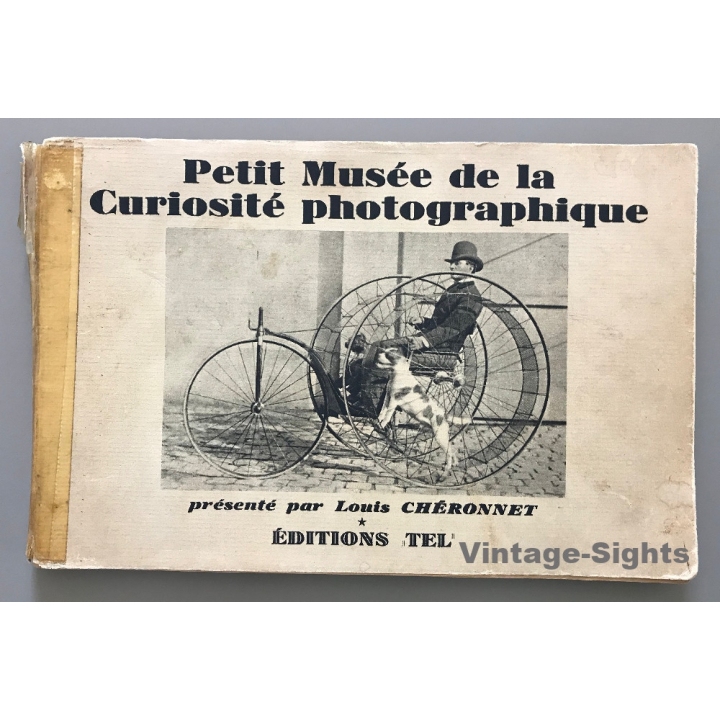 Petit Musée de la
Curiosité photographique
présenté par Louis CHÉRONNET
ÉDITIONS "TEL"
Vintage-Sights